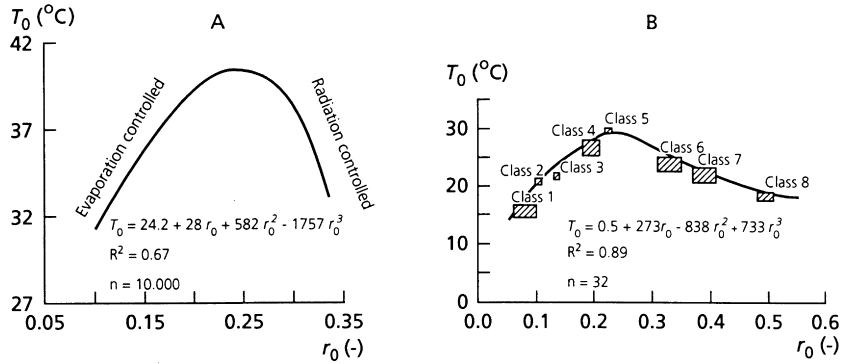 T₀ (°C)
A
42
37
32
27
0.05
0.15
0.25
0.35
r₀ (-)
Evaporation controlled
Radiation controlled
T₀ = 24.2 + 28 r₀ + 582 r₀² - 1757 r₀³
R² = 0.67
n = 10.000
B
T₀ (°C)
30
20
10
0
0
0.1
0.2
0.3
0.4
0.5
0.6
r₀ (-)
Class 5
Class 4
Class 6
Class 2
Class 3
Class 7
Class 8
Class 1
T₀ = 0.5 + 273r₀ - 838 r₀² + 733 r₀³
R² = 0.89
n = 32